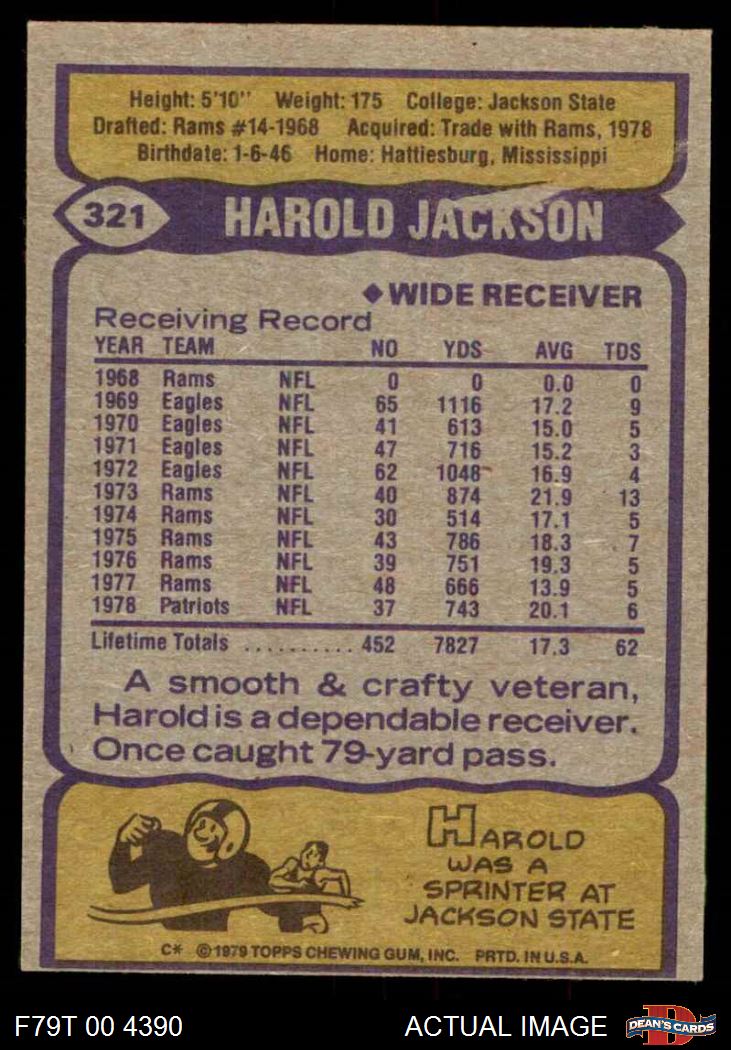 Height: 5'10" Weight: 175 College: Jackson State
Drafted: Rams #14-1968 Acquired: Trade with Rams, 1978
Birthdate: 1-6-46 Home: Hattiesburg, Mississippi
321 HAROLD JACKSON
◆WIDE RECEIVER
Receiving Record
YEAR TEAM NO YDS AVG TDS
1968 Rams NFL 0 0 0.0 0
1969 Eagles NFL 65 1116 17.2 9
1970 Eagles NFL 41 613 15.0 5
1971 Eagles NFL 47 716 15.2 3
1972 Eagles NFL 62 1048 16.9 4
1973 Rams NFL 40 874 21.9 13
1974 Rams NFL 30 514 17.1 5
1975 Rams NFL 43 786 18.3 7
1976 Rams NFL 39 751 19.3 5
1977 Rams NFL 48 666 13.9 5
1978 Patriots NFL 37 743 20.1 6
Lifetime Totals .......... 452 7827 17.3 62
A smooth & crafty veteran,
Harold is a dependable receiver.
Once caught 79-yard pass.
HAROLD
WAS A
SPRINTER AT
JACKSON STATE
C* © 1979 TOPPS CHEWING GUM, INC. PRTD. IN U.S.A.
F79T 00 4390 ACTUAL IMAGE D DEAN'S CARDS